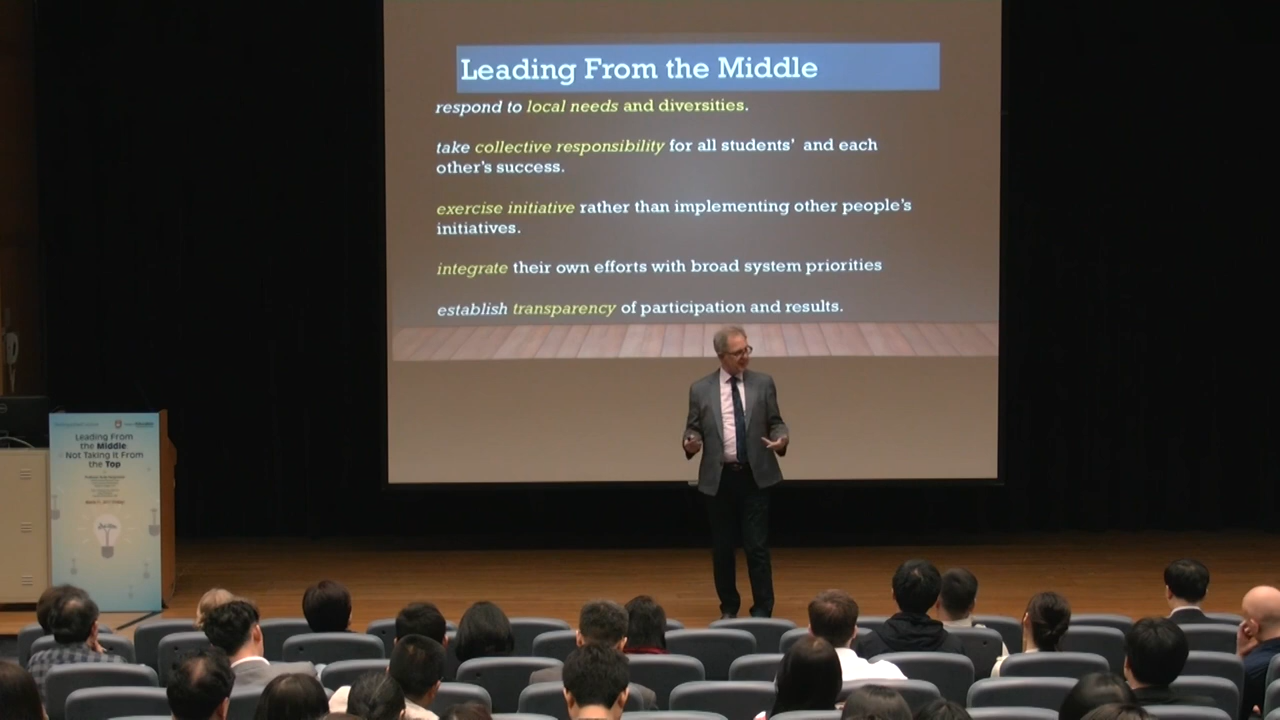 Leading From the Middle
respond to local needs and diversities.
take collective responsibility for all students’ and each
other’s success.
exercise initiative rather than implementing other people’s
initiatives.
integrate their own efforts with broad system priorities
establish transparency of participation and results.
Leading From
the Middle
Not Taking It From
the Top